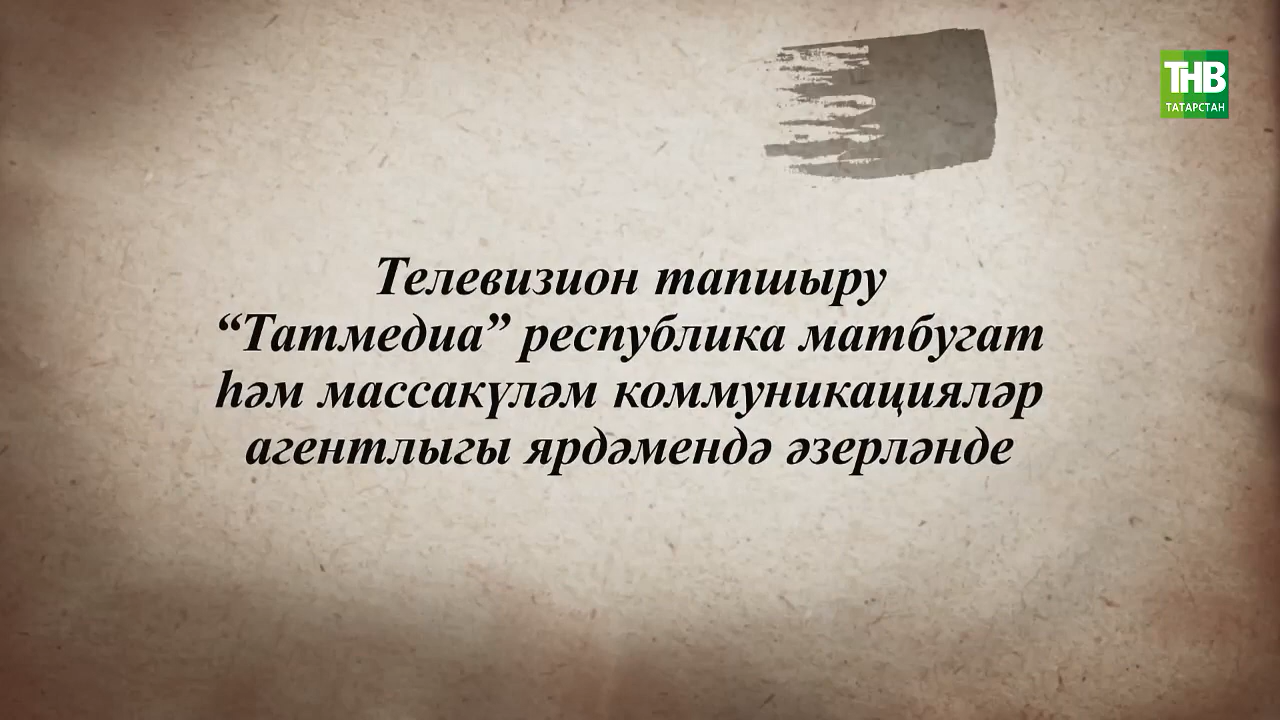 ТНВ
ТАТАРСТАН
Телевизион тапшыру
“Татмедиа” республика матбугат
һәм массакүләм коммуникацияләр
агентлыгы ярдәмендә әзерләнде